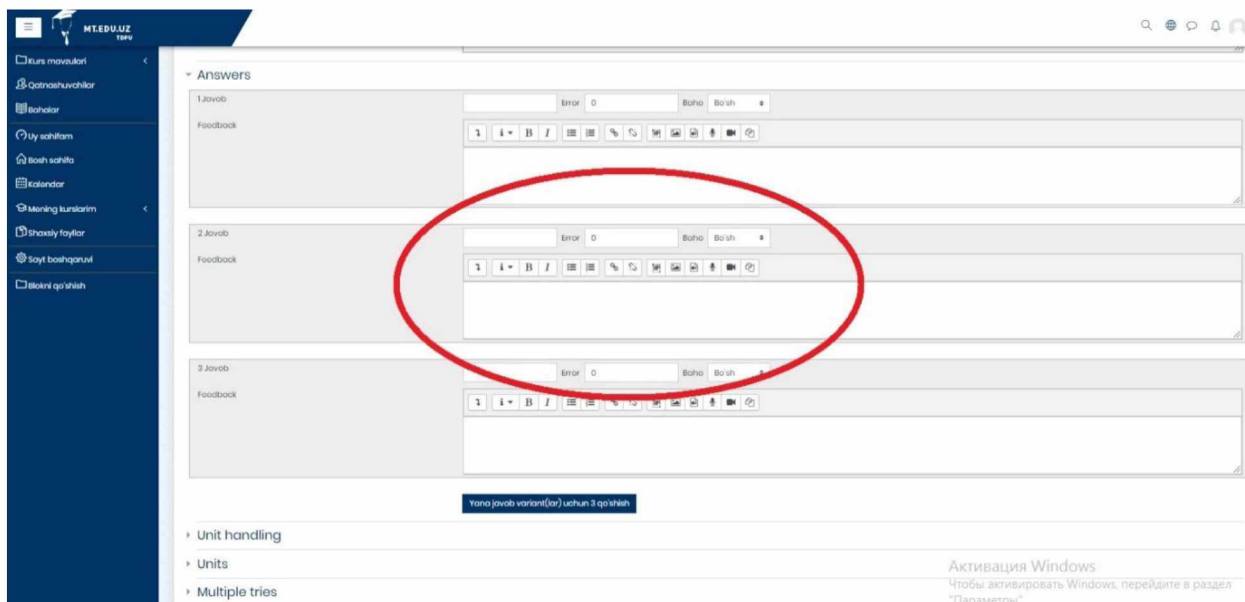 MT.EDU.UZ
TDPU
Kurs mavzulari
Qatnashuvchilar
Baholar
Uy sahifam
Bosh sahifa
Kalendar
Mening kurslarim
Shaxsiy fayllar
Sayt boshqaruvi
Blokni qo'shish
Answers
1 Javob Error 0 Baho Bo'sh
Feedback
B I
2 Javob Error 0 Baho Bo'sh
Feedback
B I
3 Javob Error 0 Baho Bo'sh
Feedback
B I
Yana javob variant(lar) uchun 3 qo'shish
Unit handling
Units
Multiple tries
Активация Windows
Чтобы активировать Windows, перейдите в раздел
"Параметры"